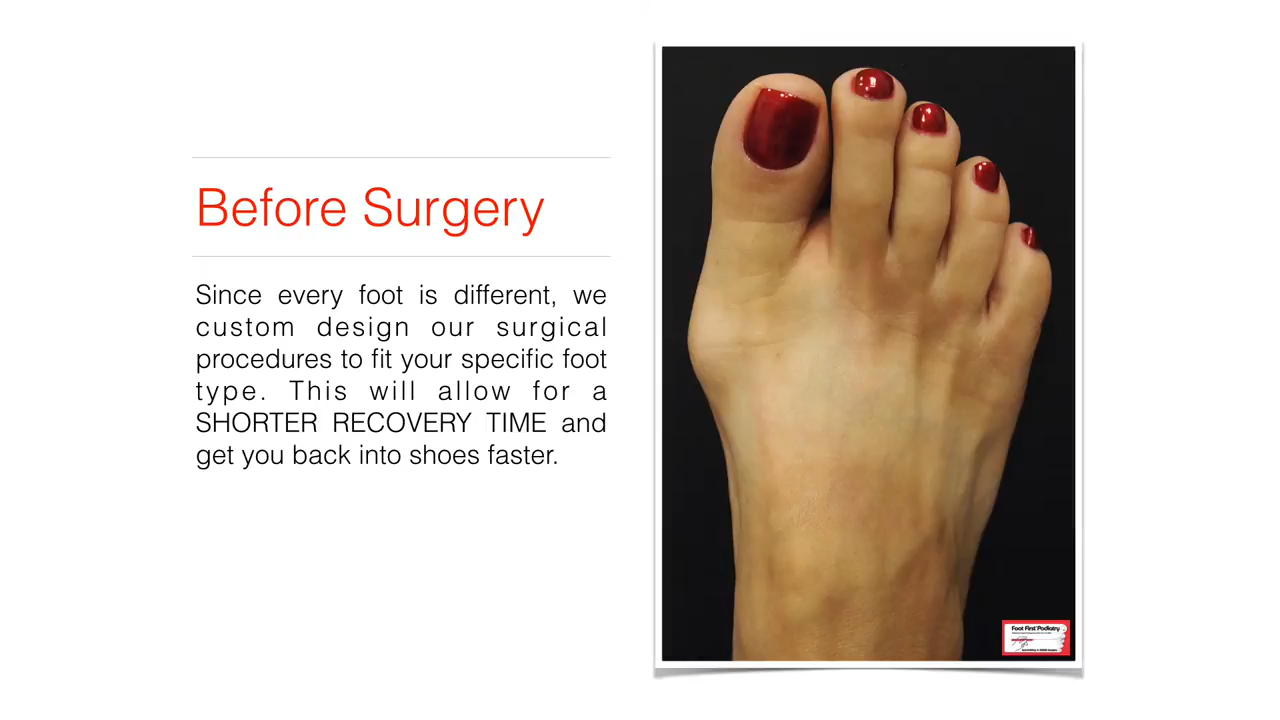 Before Surgery
Since every foot is different, we
custom design our surgical
procedures to fit your specific foot
type. This will allow for a
SHORTER RECOVERY TIME and
get you back into shoes faster.
Foot First Podiatry